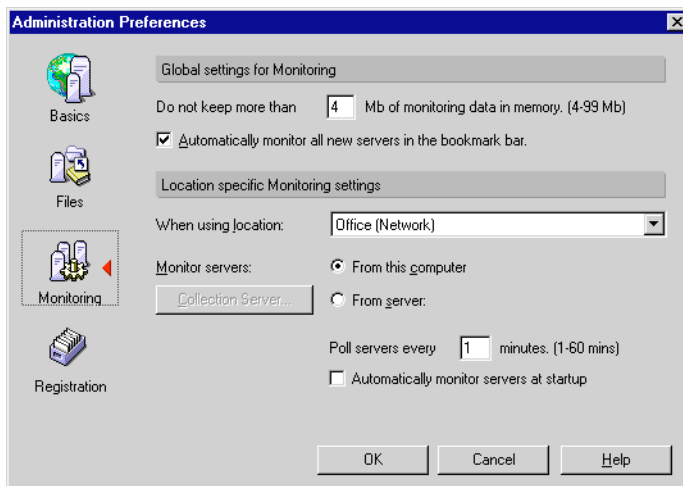 Administration Preferences
Basics
Files
Monitoring
Registration
Global settings for Monitoring
Do not keep more than 4 Mb of monitoring data in memory. (4-99 Mb)
Automatically monitor all new servers in the bookmark bar.
Location specific Monitoring settings
When using location: Office (Network)
Monitor servers: From this computer
Collection Server... From server:
Poll servers every 1 minutes. (1-60 mins)
Automatically monitor servers at startup
OK Cancel Help